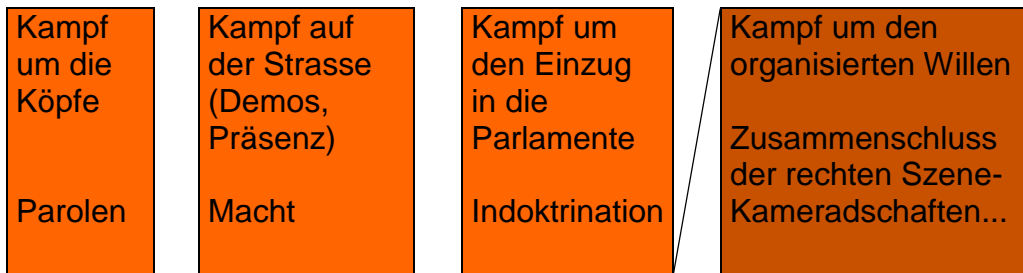 Kampf
um die
Köpfe
Parolen
Kampf auf
der Strasse
(Demos,
Präsenz)
Macht
Kampf um
den Einzug
in die
Parlamente
Indoktrination
Kampf um den
organisierten Willen
Zusammenschluss
der rechten Szene-
Kameradschaften...